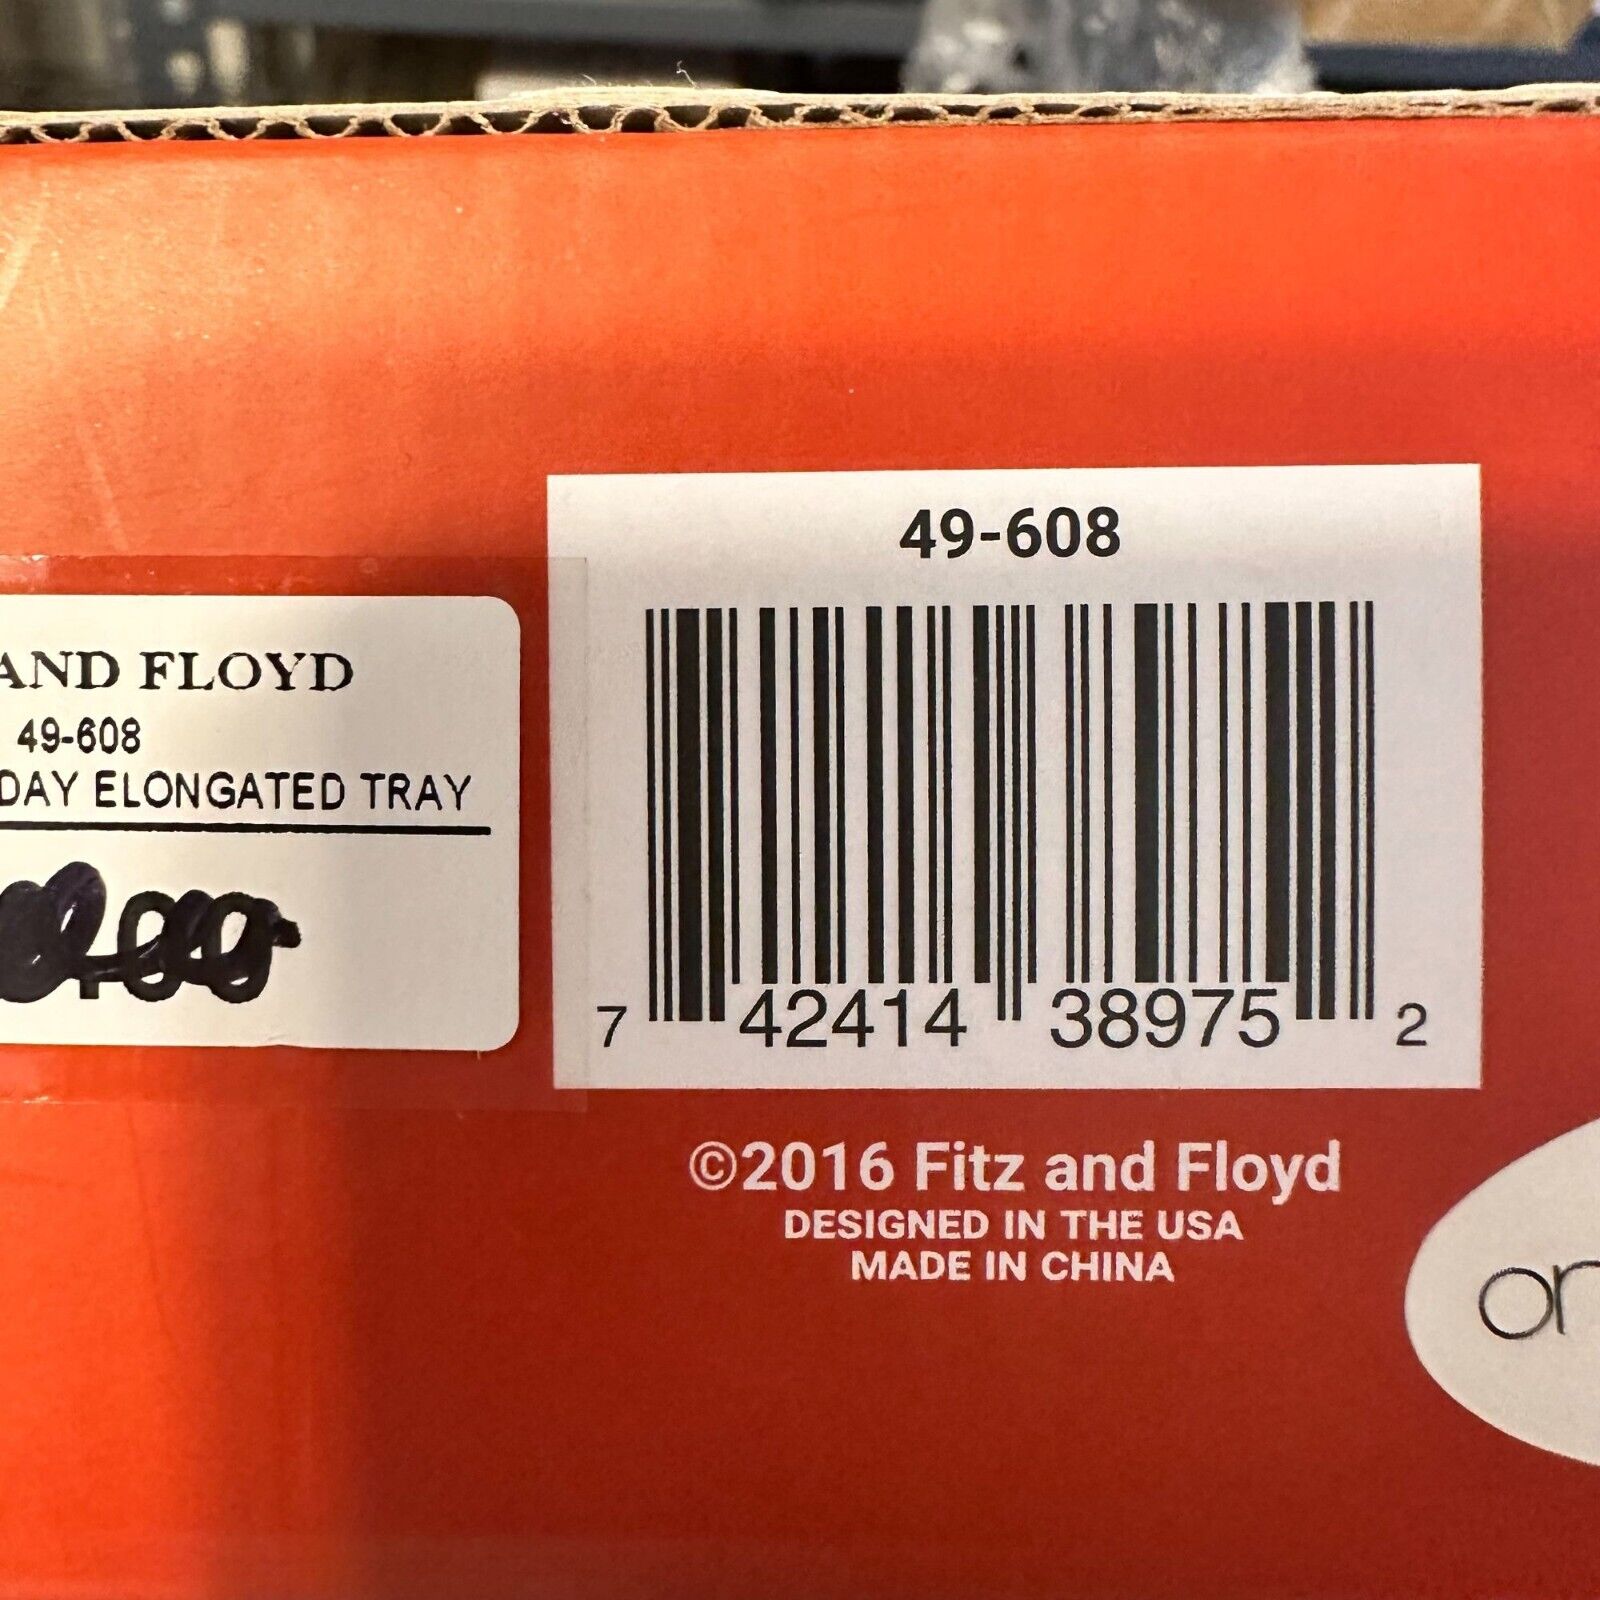 AND FLOYD
49-608
DAY ELONGATED TRAY
49-608
7 42414 38975 2
©2016 Fitz and Floyd
DESIGNED IN THE USA
MADE IN CHINA
or